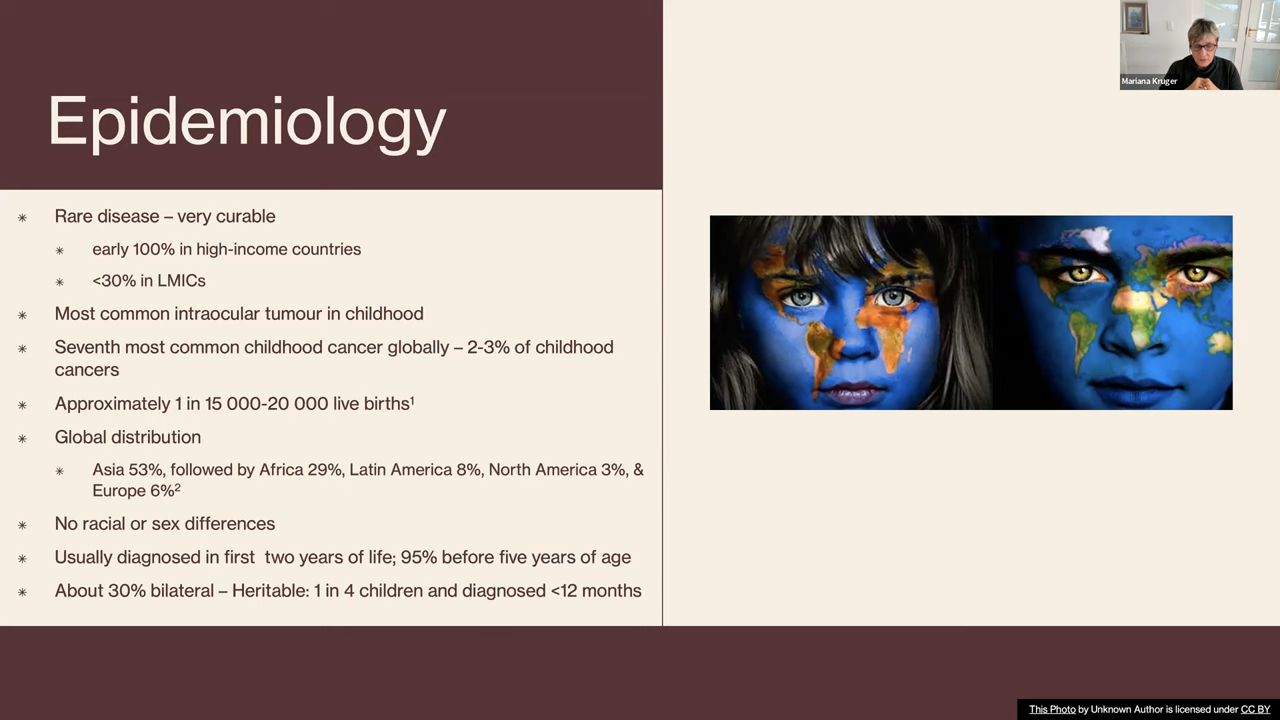 Mariana Kruger
Epidemiology
✳ Rare disease – very curable
✳ early 100% in high-income countries
✳ <30% in LMICs
✳ Most common intraocular tumour in childhood
✳ Seventh most common childhood cancer globally – 2-3% of childhood
cancers
✳ Approximately 1 in 15 000-20 000 live births¹
✳ Global distribution
✳ Asia 53%, followed by Africa 29%, Latin America 8%, North America 3%, &
Europe 6%²
✳ No racial or sex differences
✳ Usually diagnosed in first  two years of life; 95% before five years of age
✳ About 30% bilateral – Heritable: 1 in 4 children and diagnosed <12 months
This Photo by Unknown Author is licensed under CC BY